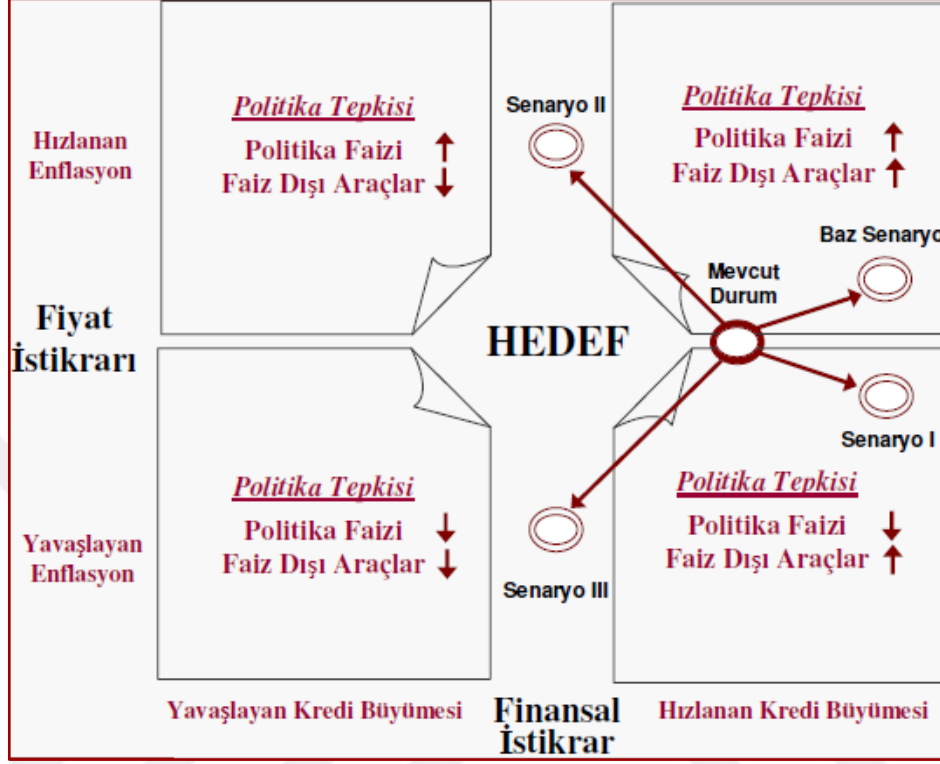 Politika Tepkisi
Politika Faizi
Faiz Dışı Araçlar
Senaryo II
Politika Tepkisi
Politika Faizi
Faiz Dışı Araçlar
Hızlanan
Enflasyon
Baz Senaryo
Mevcut
Durum
Fiyat
İstikrarı
HEDEF
Senaryo I
Politika Tepkisi
Politika Faizi
Faiz Dışı Araçlar
Politika Tepkisi
Politika Faizi
Faiz Dışı Araçlar
Yavaşlayan
Enflasyon
Senaryo III
Yavaşlayan Kredi Büyümesi
Finansal
İstikrar
Hızlanan Kredi Büyümesi